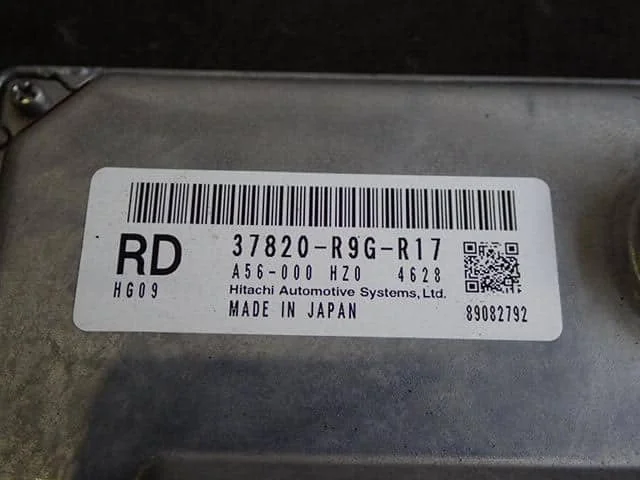 RD
37820-R9G-R17
A56-000 HZ0 4628
HG09
Hitachi Automotive Systems, Ltd.
MADE IN JAPAN
89082792